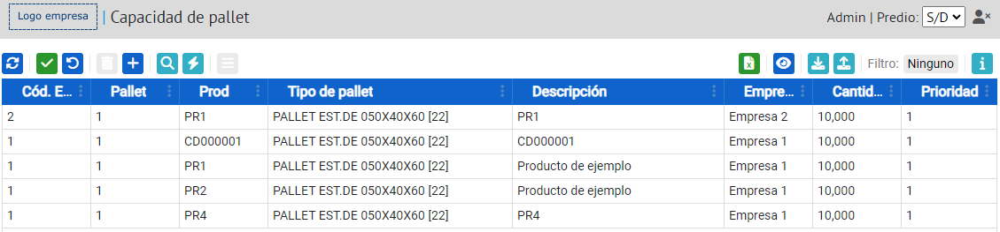 Logo empresa | Capacidad de pallet Admin | Predio: S/D
Filtro: Ninguno
Cód. E... Pallet Prod Tipo de pallet Descripción Empre... Cantid... Prioridad
2 1 PR1 PALLET EST.DE 050X40X60 [22] PR1 Empresa 2 10,000 1
1 1 CD000001 PALLET EST.DE 050X40X60 [22] CD000001 Empresa 1 10,000 1
1 1 PR1 PALLET EST.DE 050X40X60 [22] Producto de ejemplo Empresa 1 10,000 1
1 1 PR2 PALLET EST.DE 050X40X60 [22] Producto de ejemplo Empresa 1 10,000 1
1 1 PR4 PALLET EST.DE 050X40X60 [22] PR4 Empresa 1 10,000 1